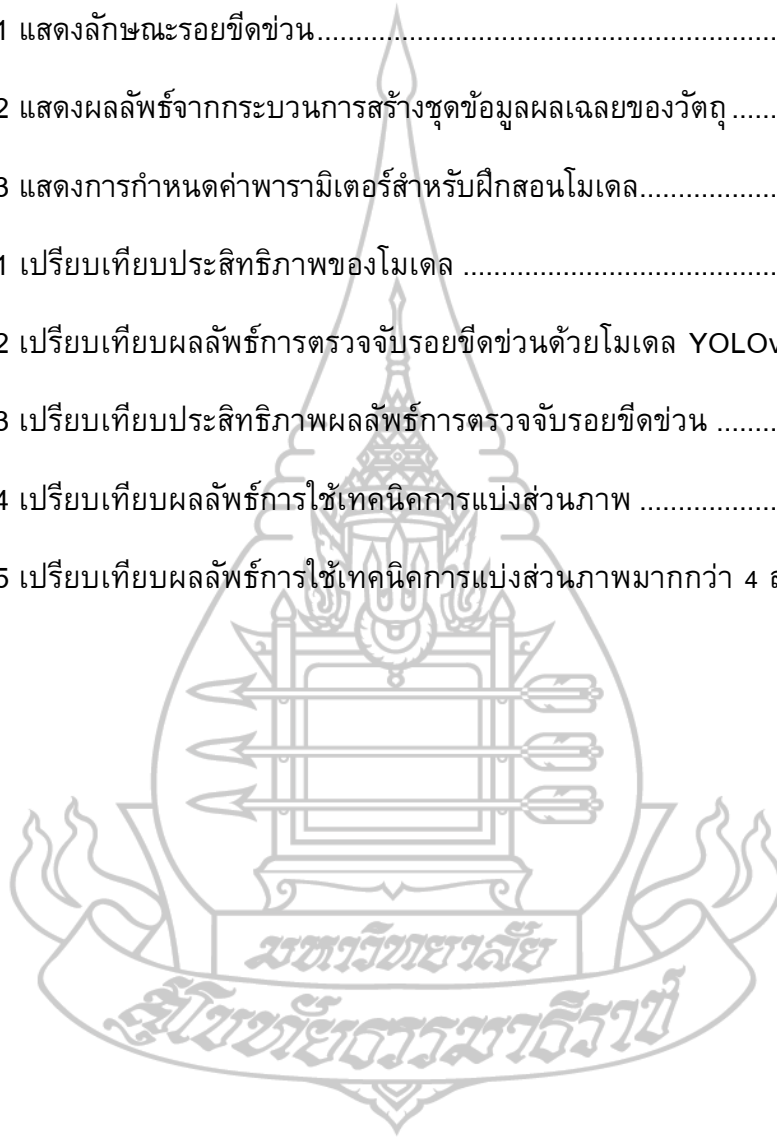 1 แสดงลักษณะรอยขีดข่วน........................................................
2 แสดงผลลัพธ์จากกระบวนการสร้างชุดข้อมูลผลเฉลยของวัตถุ ......
3 แสดงการกำหนดค่าพารามิเตอร์สำหรับฝึกสอนโมเดล.................
1 เปรียบเทียบประสิทธิภาพของโมเดล .......................................
2 เปรียบเทียบผลลัพธ์การตรวจจับรอยขีดข่วนด้วยโมเดล YOLOv
3 เปรียบเทียบประสิทธิภาพผลลัพธ์การตรวจจับรอยขีดข่วน ........
4 เปรียบเทียบผลลัพธ์การใช้เทคนิคการแบ่งส่วนภาพ .................
5 เปรียบเทียบผลลัพธ์การใช้เทคนิคการแบ่งส่วนภาพมากกว่า 4 ส
มหาวิทยาลัย
สุโขทัยธรรมาธิราช